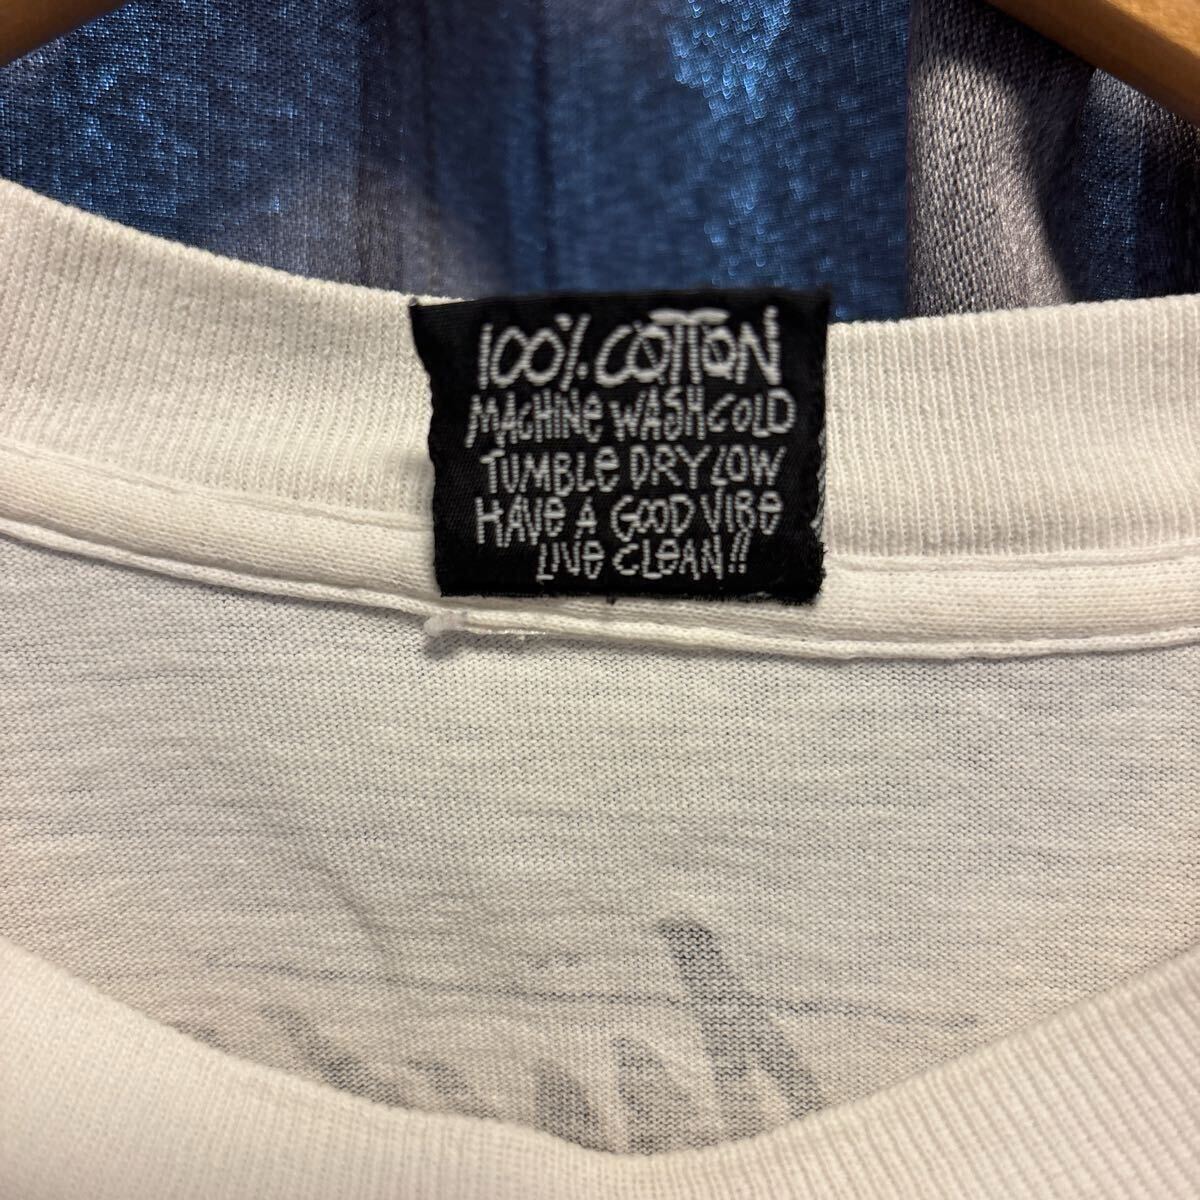 100% COTTON
MACHINe WASH COLD
TUMBLe DRY LOW
HAVe A GOOD VIBe
LIVe CLeAN!!